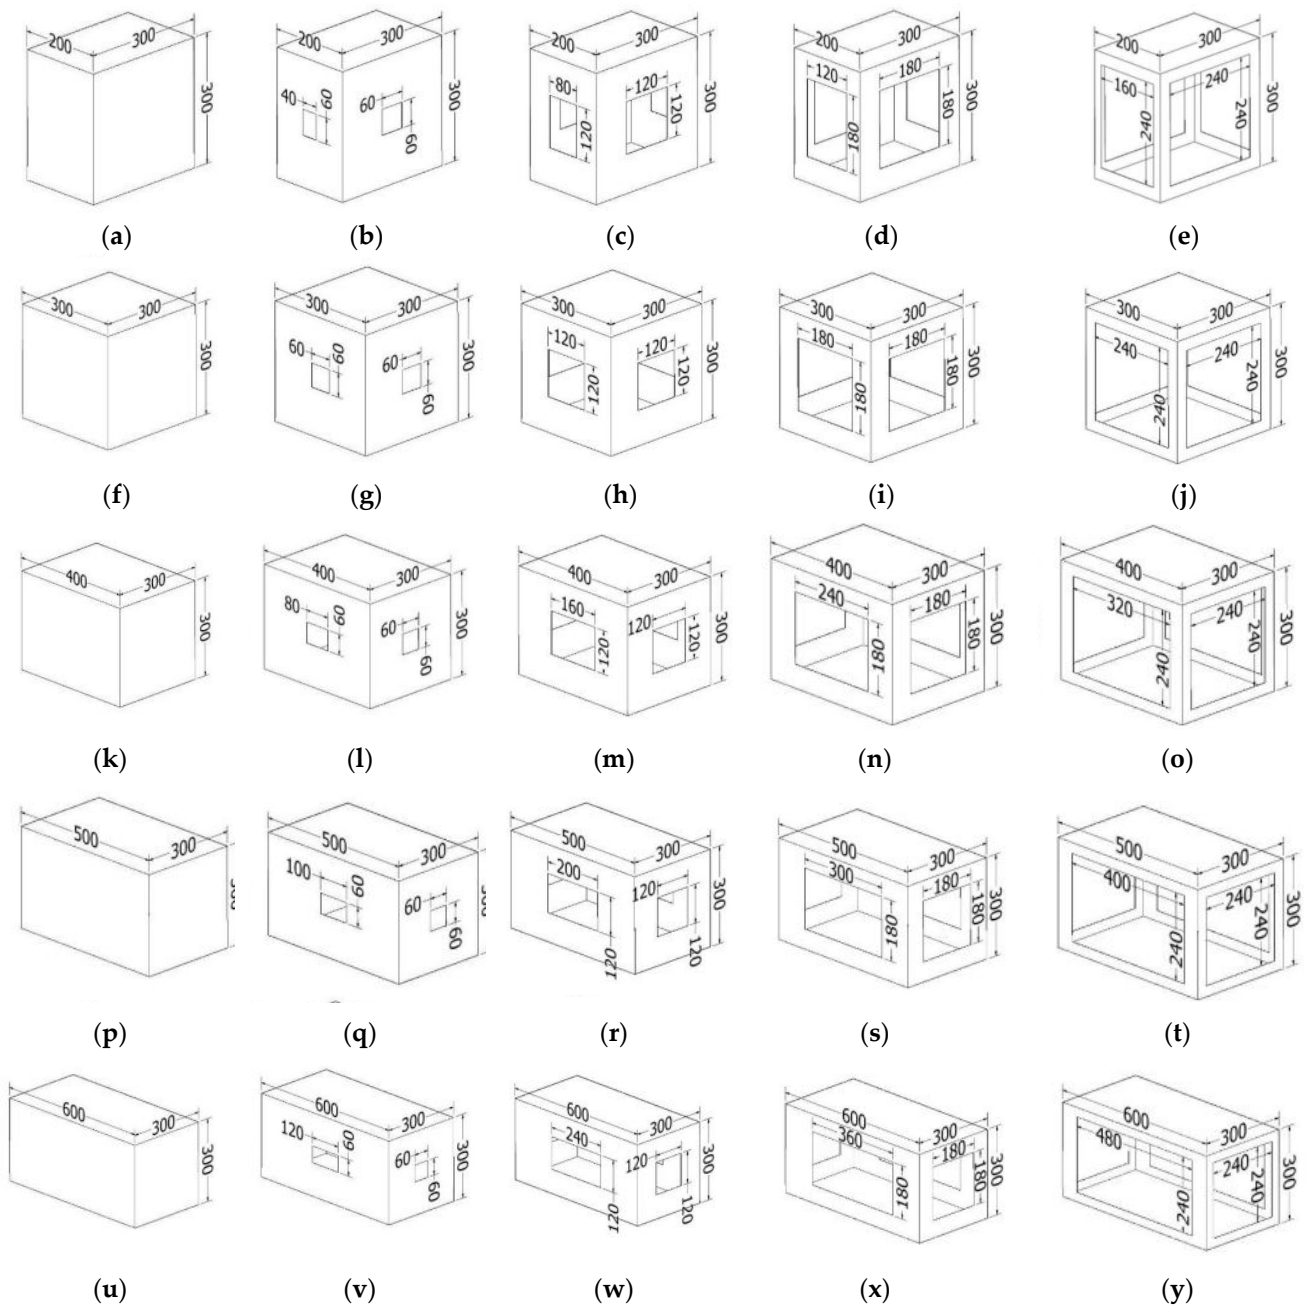 200 300 300
200 300 300 40 60 60 60
200 300 300 80 120 120 120
200 300 300 120 180 180 180
200 300 300 160 240 240 240
(a) (b) (c) (d) (e)
300 300 300
300 300 300 60 60 60 60
300 300 300 120 120 120 120
300 300 300 180 180 180 180
300 300 300 240 240 240 240
(f) (g) (h) (i) (j)
400 300 300
400 300 300 80 60 60 60
400 300 300 160 120 120 120
400 300 300 240 180 180 180
400 300 300 320 240 240 240
(k) (l) (m) (n) (o)
500 300
500 300 100 60 60 60
500 300 300 200 120 120 120
500 300 300 300 180 180 180
500 300 300 400 240 240 240
(p) (q) (r) (s) (t)
600 300 300
600 300 300 120 60 60 60
600 300 300 240 120 120 120
600 300 300 360 180 180 180
600 300 300 480 240 240 240
(u) (v) (w) (x) (y)